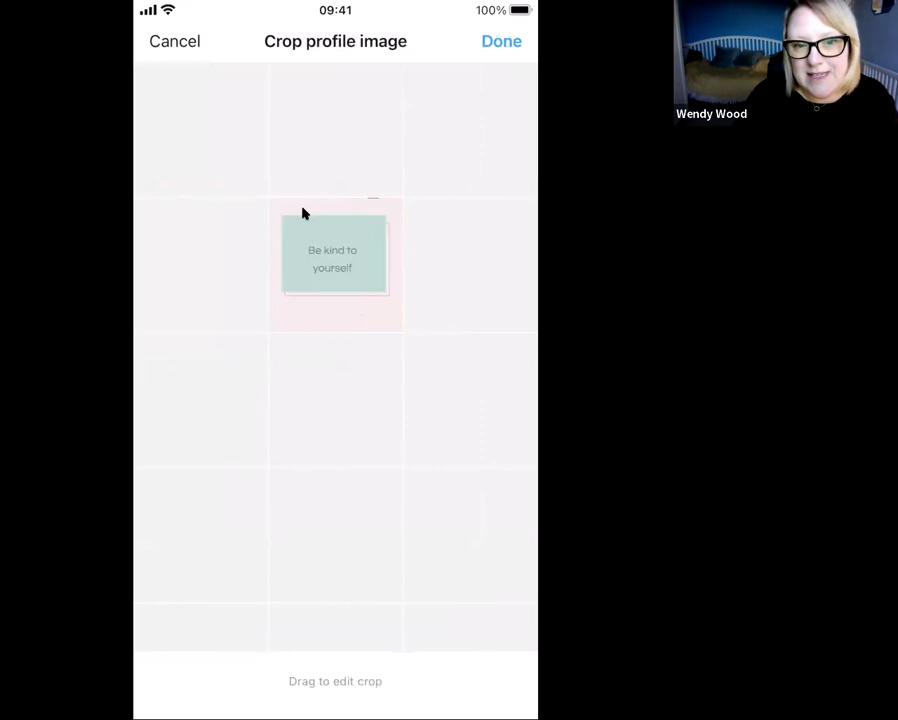 09:41
100%
Cancel
Crop profile image
Done
Be kind to
yourself
Drag to edit crop
Wendy Wood